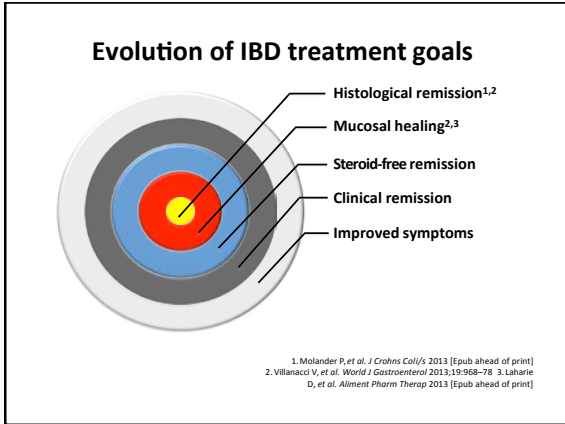 Evolution of IBD treatment goals
Histological remission1,2
Mucosal healing2,3
Steroid-free remission
Clinical remission
Improved symptoms
1. Molander P, et al. J Crohns Coli/s 2013 [Epub ahead of print]
2. Villanacci V, et al. World J Gastroenterol 2013;19:968–78 3. Laharie
D, et al. Aliment Pharm Therap 2013 [Epub ahead of print]